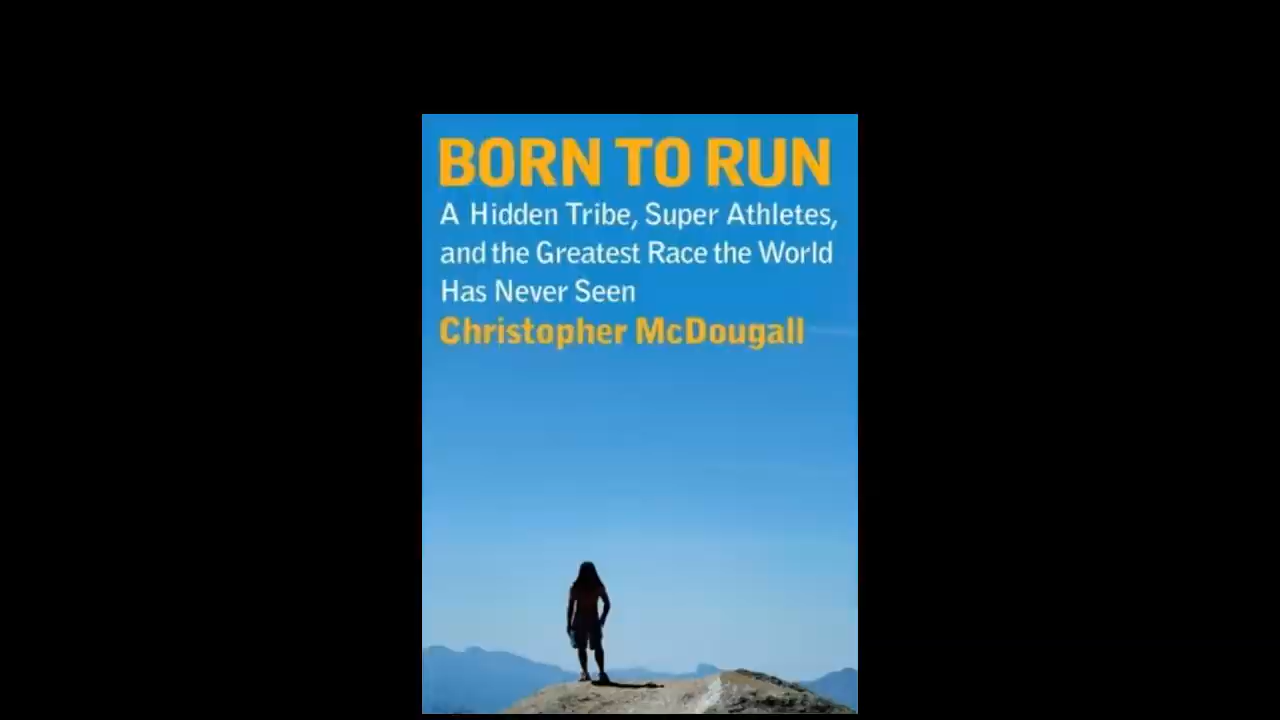 BORN TO RUN
A Hidden Tribe, Super Athletes,
and the Greatest Race the World
Has Never Seen
Christopher McDougall